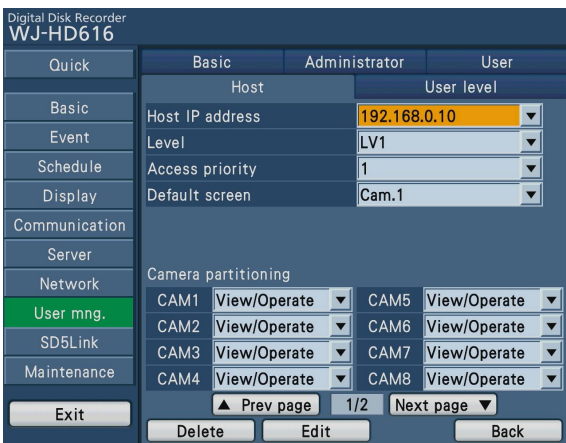 Digital Disk Recorder
WJ-HD616
Quick
Basic
Event
Schedule
Display
Communication
Server
Network
User mng.
SD5Link
Maintenance
Exit
Basic Administrator User
Host User level
Host IP address 192.168.0.10 ▼
Level LV1 ▼
Access priority 1 ▼
Default screen Cam.1 ▼
Camera partitioning
CAM1 View/Operate ▼ CAM5 View/Operate ▼
CAM2 View/Operate ▼ CAM6 View/Operate ▼
CAM3 View/Operate ▼ CAM7 View/Operate ▼
CAM4 View/Operate ▼ CAM8 View/Operate ▼
▲ Prev page 1/2 Next page ▼
Delete Edit Back